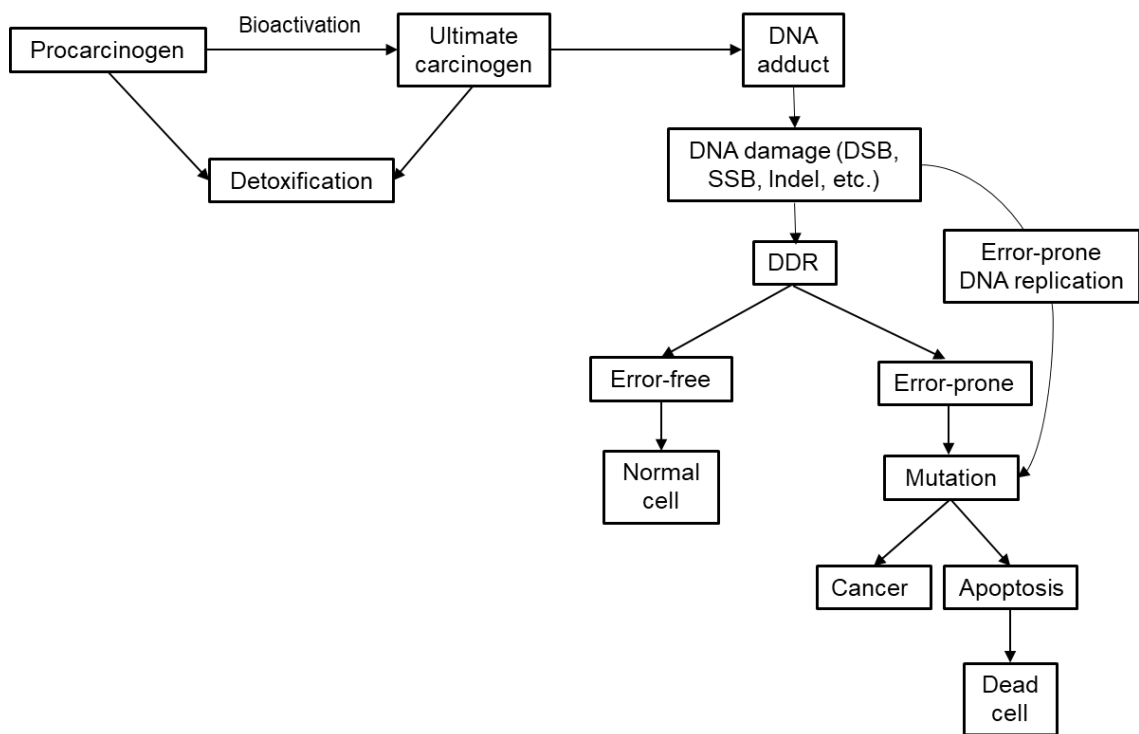 Bioactivation
Procarcinogen
Ultimate
carcinogen
DNA
adduct
Detoxification
DNA damage (DSB,
SSB, Indel, etc.)
DDR
Error-prone
DNA replication
Error-free
Error-prone
Normal
cell
Mutation
Cancer
Apoptosis
Dead
cell